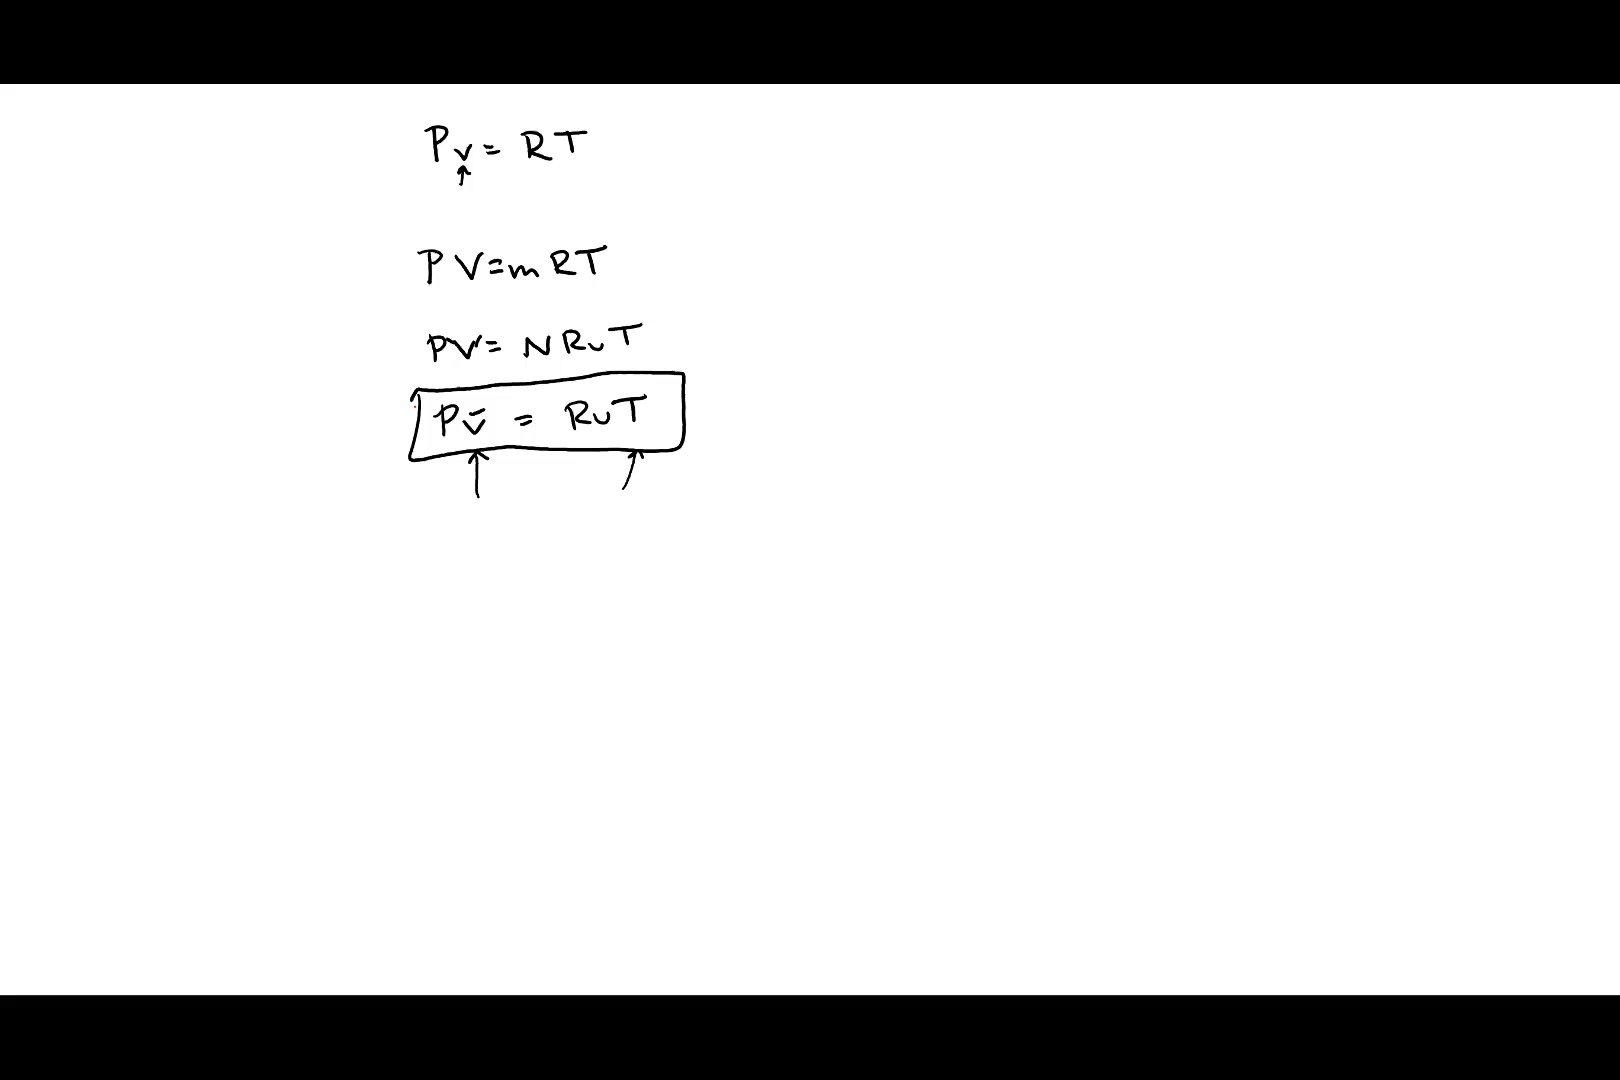 Pv = RT
PV = mRT
PV = NRuT
Pv̄ = RuT